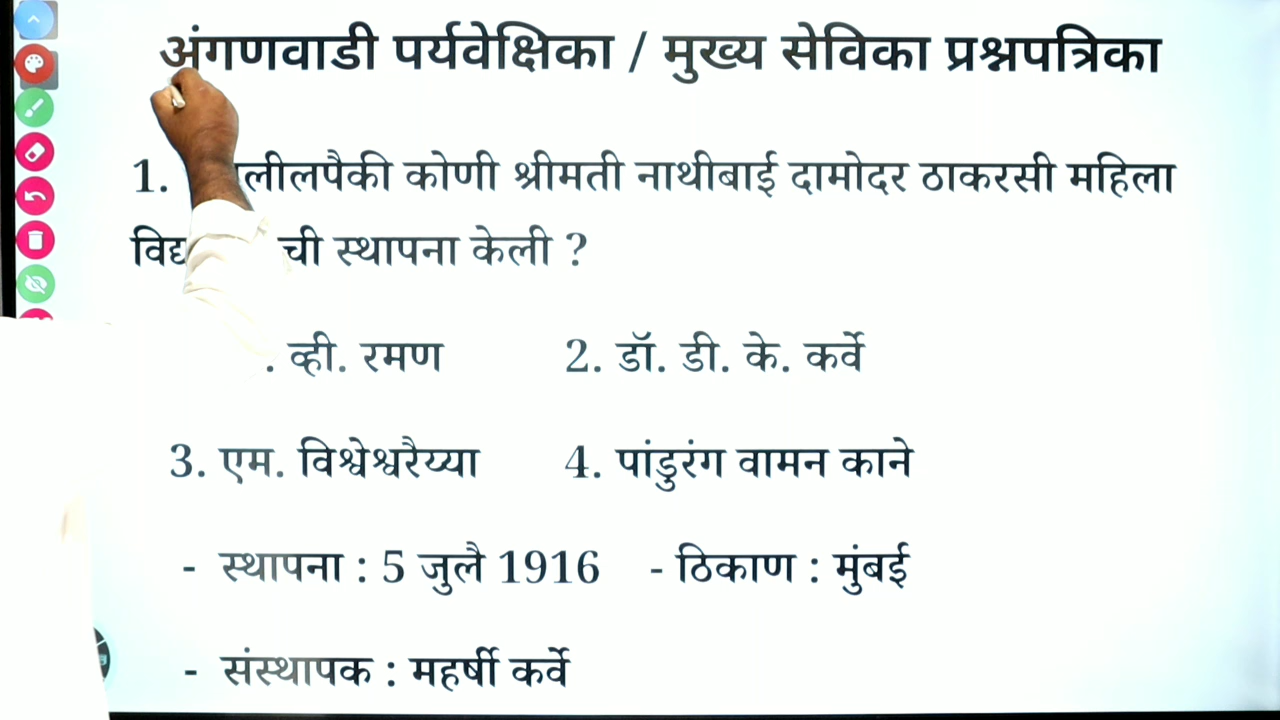 अंगणवाडी पर्यवेक्षिका / मुख्य सेविका प्रश्नपत्रिका
1. कोणी श्रीमती नाथीबाई दामोदर ठाकरसी महिला
स्थापना केली ?
. व्ही. रमण 2. डॉ. डी. के. कर्वे
3. एम. विश्वेश्वरैय्या 4. पांडुरंग वामन काने
- स्थापना : 5 जुलै 1916 - ठिकाण : मुंबई
- संस्थापक : महर्षी कर्वे